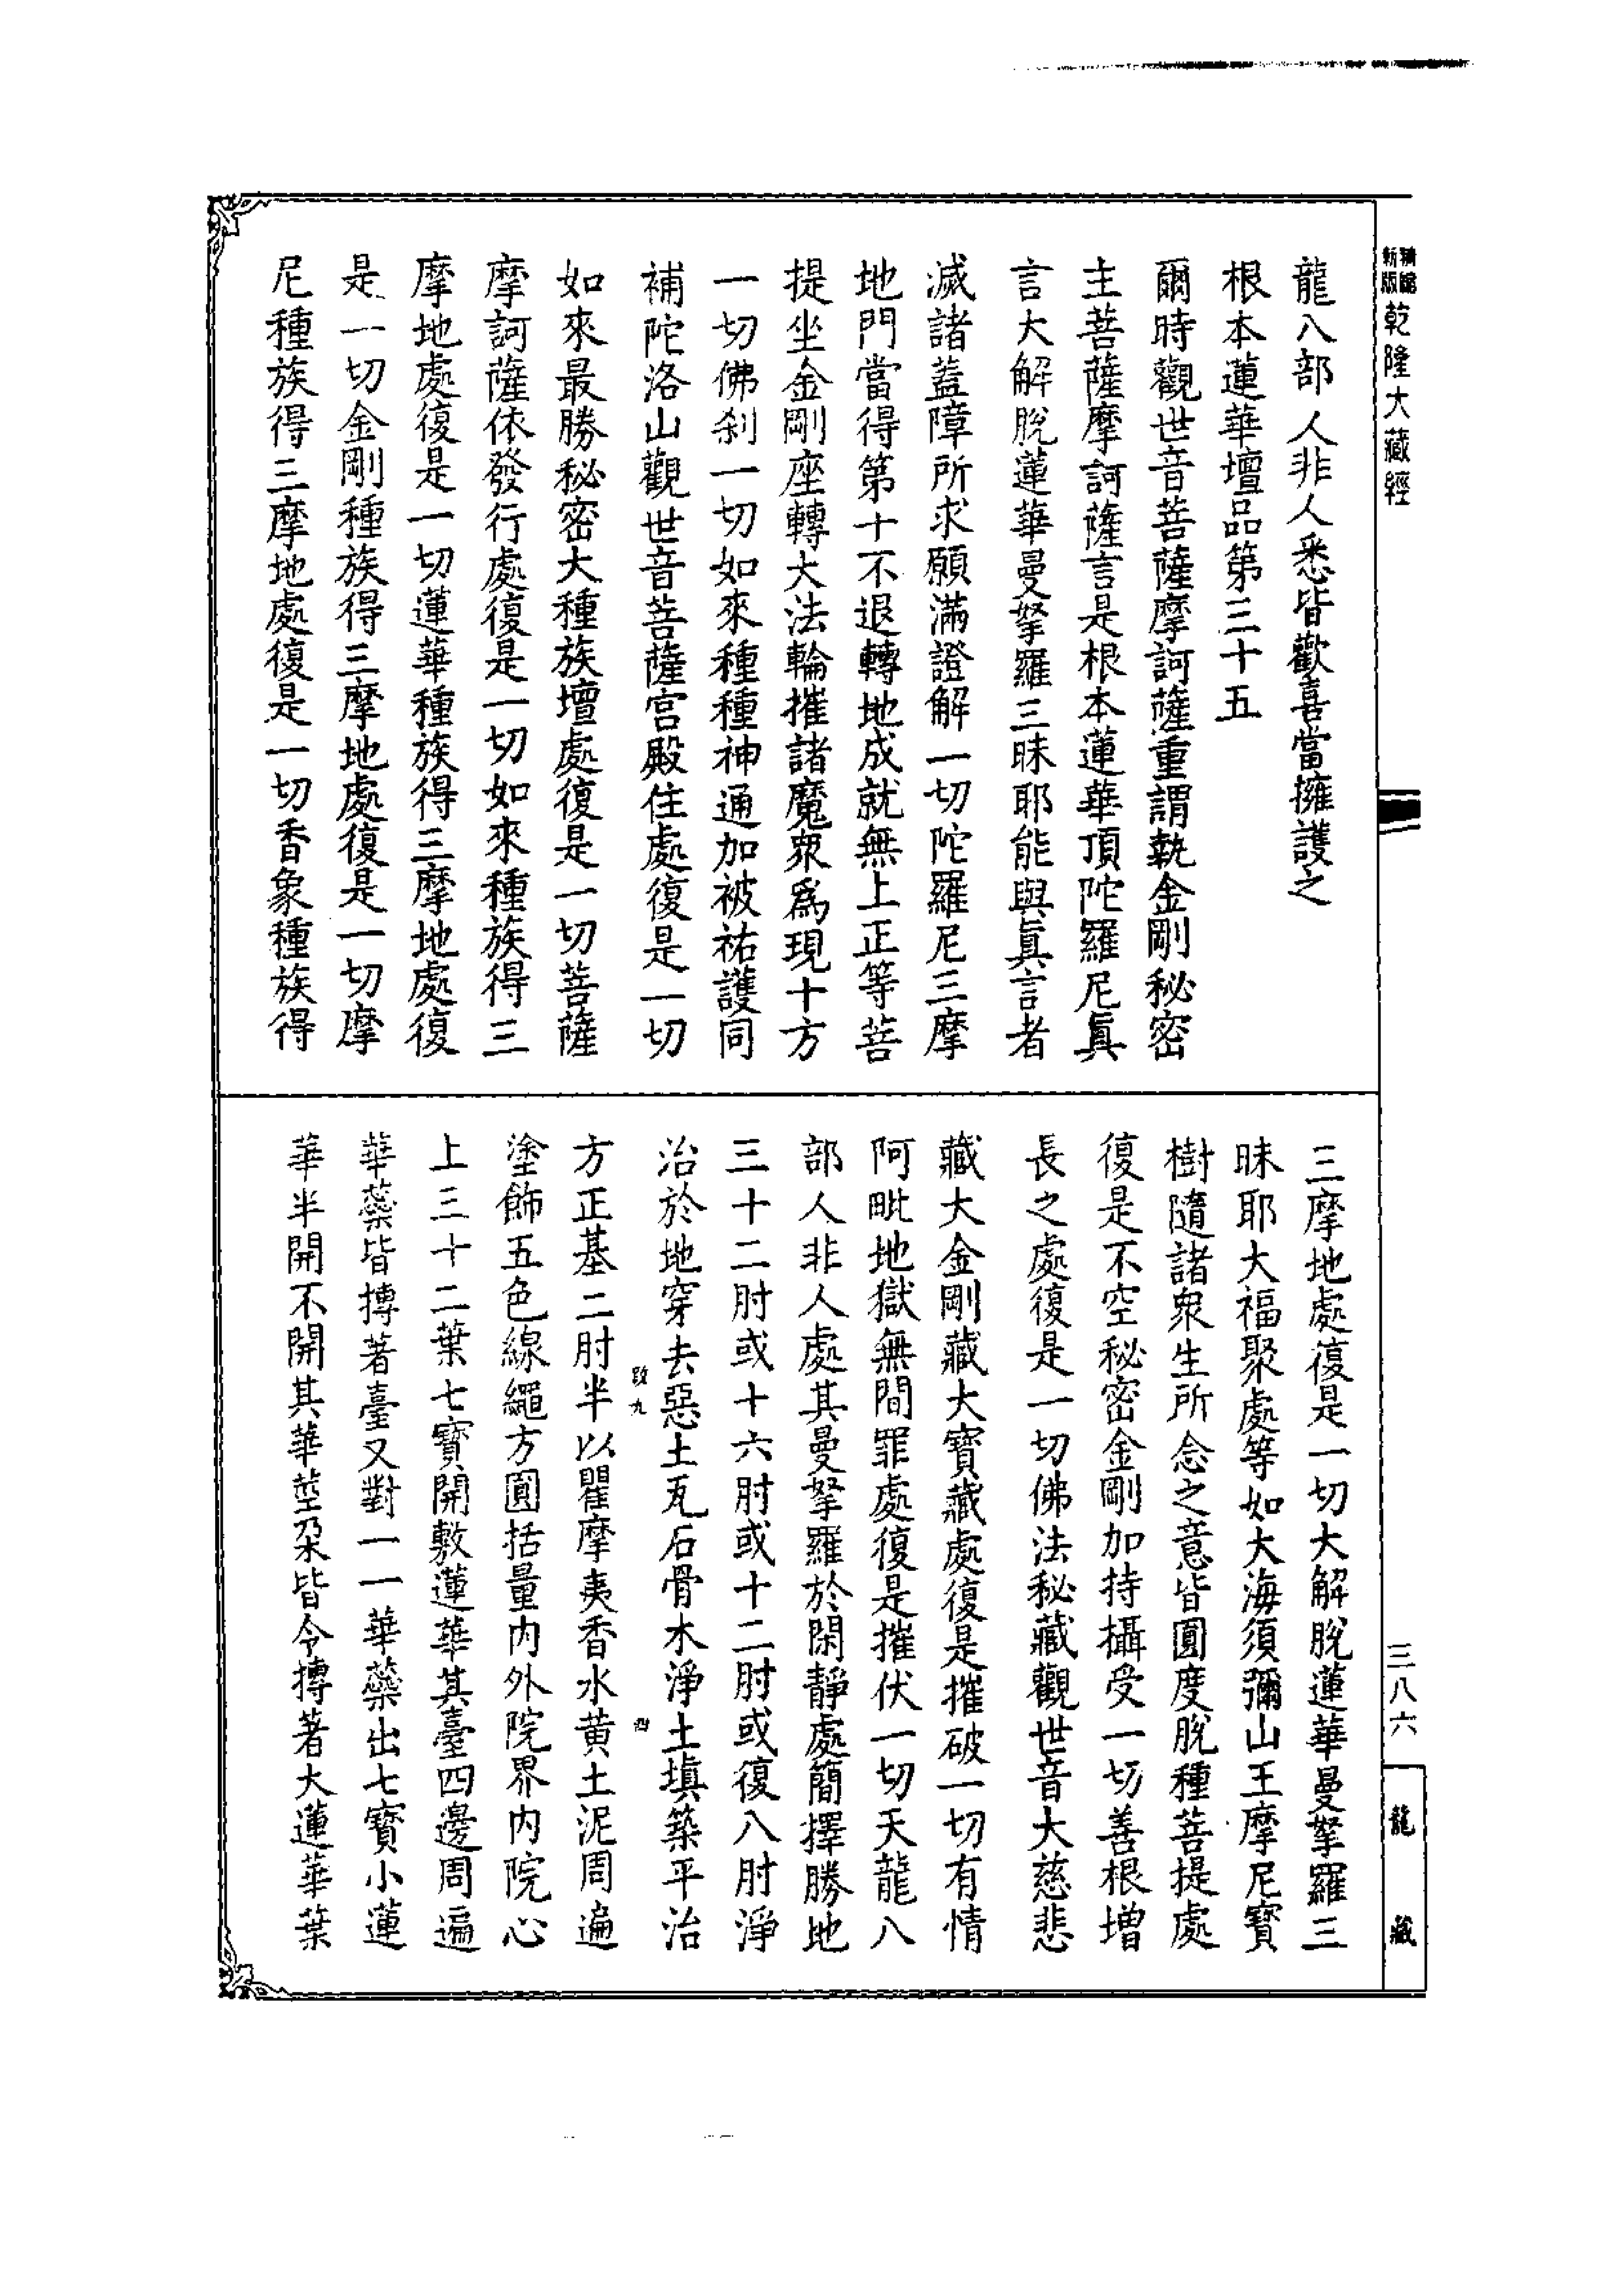 精縮新版乾隆大藏經
龍八部人非人悉皆歡喜當擁護之
根本蓮華壇品第三十五
爾時觀世音菩薩摩訶薩重謂執金剛秘密
主菩薩摩訶薩言是根本蓮華頂陀羅尼眞
言大解脫蓮華曼拏羅三昧耶能與眞言者
滅諸蓋障所求願滿證解一切陀羅尼三摩
地門當得第十不退轉地成就無上正等菩
提坐金剛座轉大法輪摧諸魔衆爲現十方
一切佛刹一切如來種種神通加被祐護同
補陀洛山觀世音菩薩宮殿住處復是一切
如來最勝秘密大種族壇處復是一切菩薩
摩訶薩依發行處復是一切如來種族得三
摩地處復是一切蓮華種族得三摩地處復
是一切金剛種族得三摩地處復是一切摩
尼種族得三摩地處復是一切香象種族得
三摩地處復是一切大解脫蓮華曼拏羅三
昧耶大福聚處等如大海須彌山王摩尼寶
樹隨諸衆生所念之意皆圓度脫種菩提處
復是不空秘密金剛加持攝受一切善根增
長之處復是一切佛法秘藏觀世音大慈悲
藏大金剛藏大寶藏處復是摧破一切有情
阿毗地獄無間罪處復是摧伏一切天龍八
部人非人處其曼拏羅於閑靜處簡擇勝地
三十二肘或十六肘或十二肘或復八肘淨
治於地穿去惡土瓦石骨木淨土填築平治
方正基二肘半以瞿摩夷香水黃土泥周遍
塗飾五色線繩方圓括量內外院界內院心
上三十二葉七寶開敷蓮華其臺四邊周遍
華蘂皆摶著臺又對一一華蘂出七寶小蓮
華半開不開其華莖朶皆令摶著大蓮華葉
三八六
龍藏